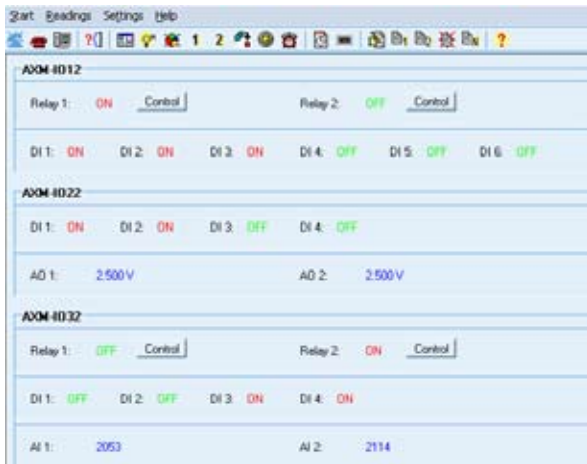 Start Readings Settings Help
1 2 ?
AXM-IO12
Relay 1: ON Control Relay 2: OFF Control
DI 1: ON DI 2: ON DI 3: ON DI 4: OFF DI 5: OFF DI 6: OFF
AXM-IO22
DI 1: ON DI 2: ON DI 3: OFF DI 4: OFF
AO 1: 2.500 V AO 2: 2.500 V
AXM-IO32
Relay 1: OFF Control Relay 2: ON Control
DI 1: OFF DI 2: OFF DI 3: ON DI 4: ON
AI 1: 2053 AI 2: 2114